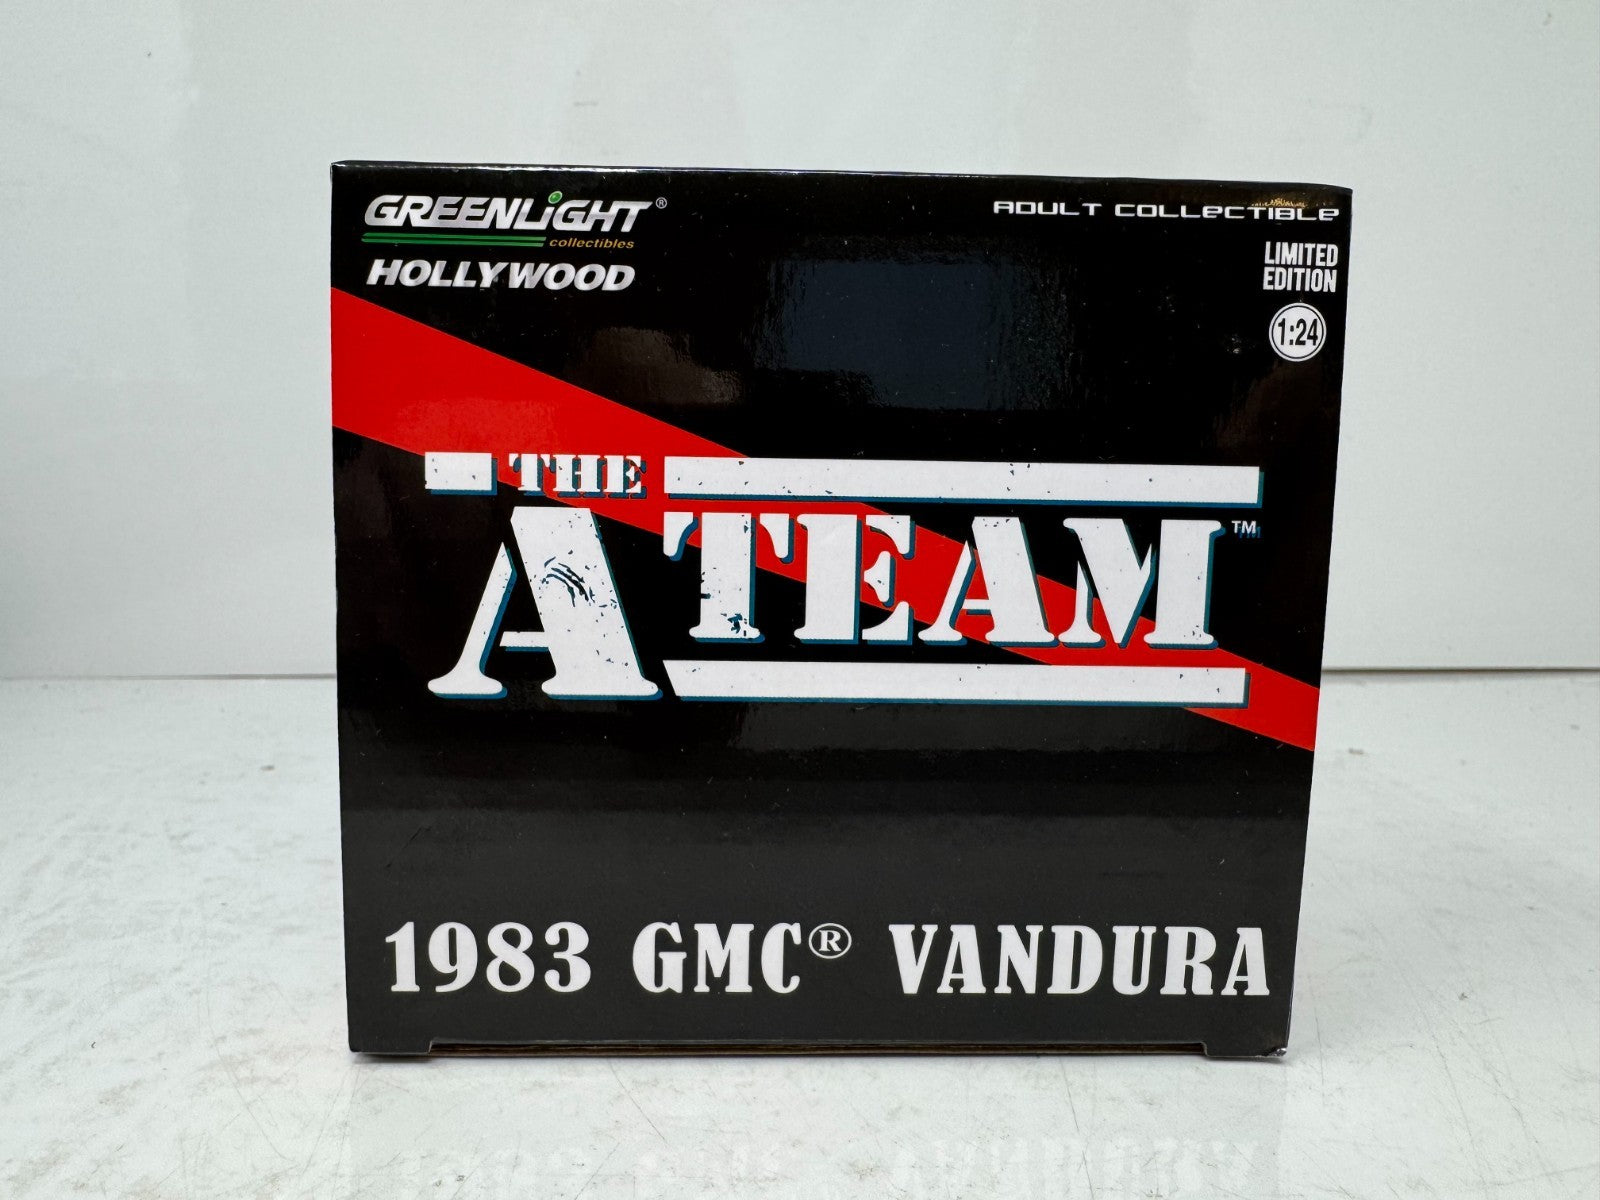 GREENLiGHT®
collectibles
HOLLYWOOD
ADULT COLLECTIBLE
LIMITED
EDITION
1:24
THE
A TEAM™
1983 GMC® VANDURA